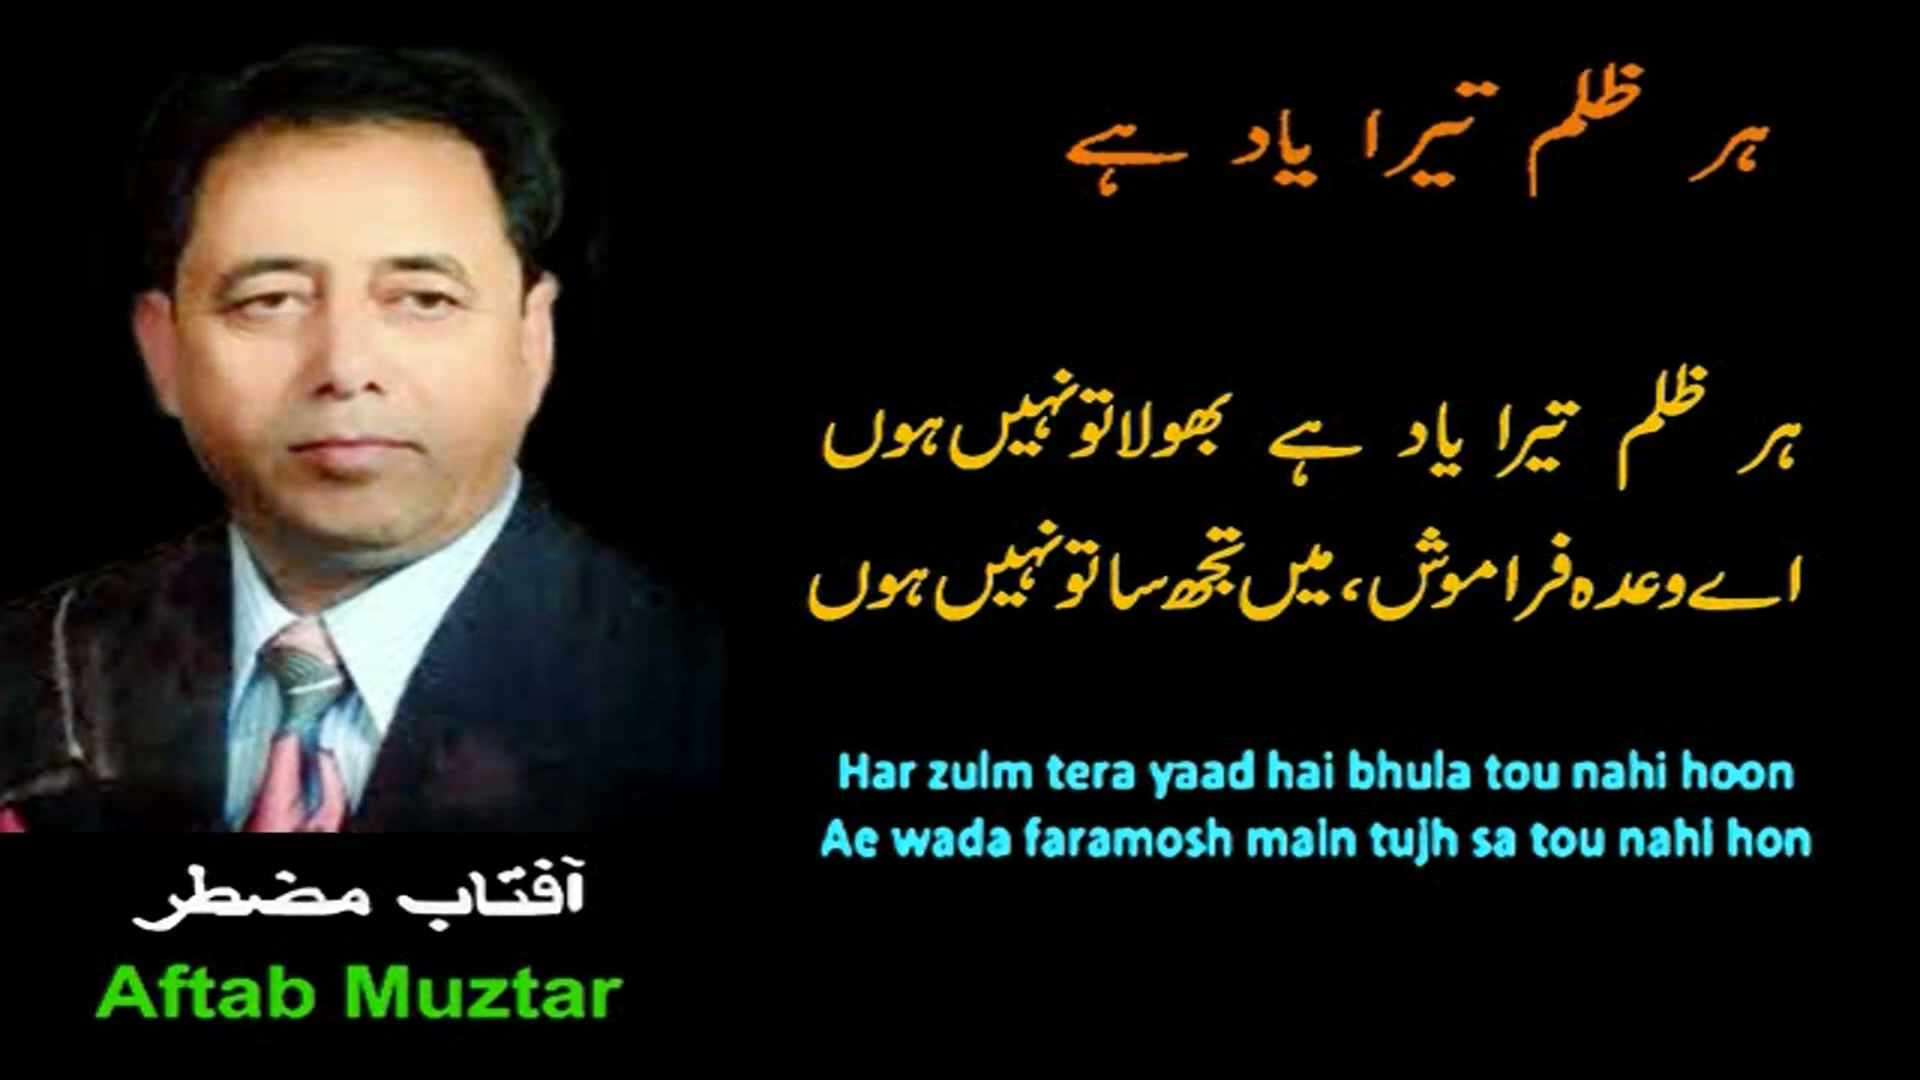 ہر ظلم تیرا یاد ہے
ہر ظلم تیرا یاد ہے بھولا تو نہیں ہوں
اے وعدہ فراموش، میں تجھ سا تو نہیں ہوں
Har zulm tera yaad hai bhula tou nahi hoon
Ae wada faramosh main tujh sa tou nahi hon
آفتاب مضطر
Aftab Muztar